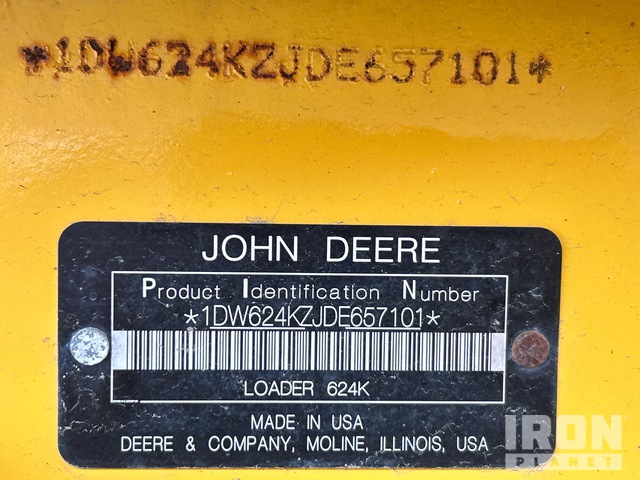 *1DW624KZJDE657101*
JOHN DEERE
Product Identification Number
*1DW624KZJDE657101*
LOADER 624K
MADE IN USA
DEERE & COMPANY, MOLINE, ILLINOIS, USA
IRON
PLANET